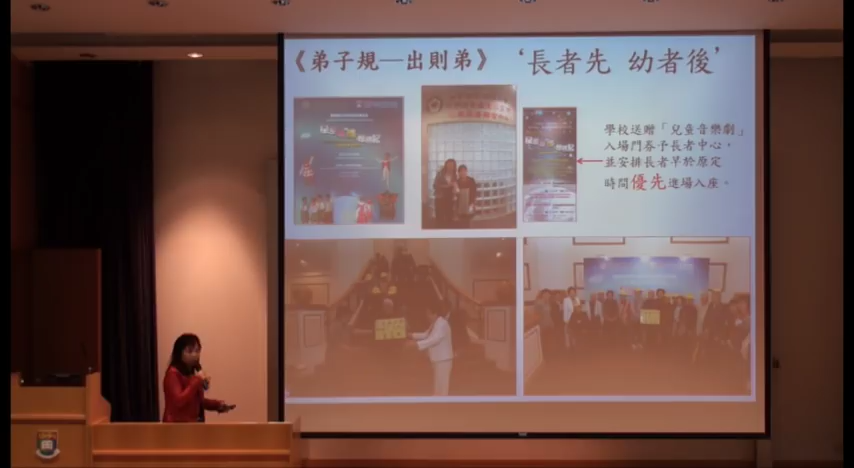 《弟子規—出則弟》 ‘長者先 幼者後’
學校送贈「兒童音樂劇」
入場門券予長者中心，
並安排長者早於原定
時間優先進場入座。